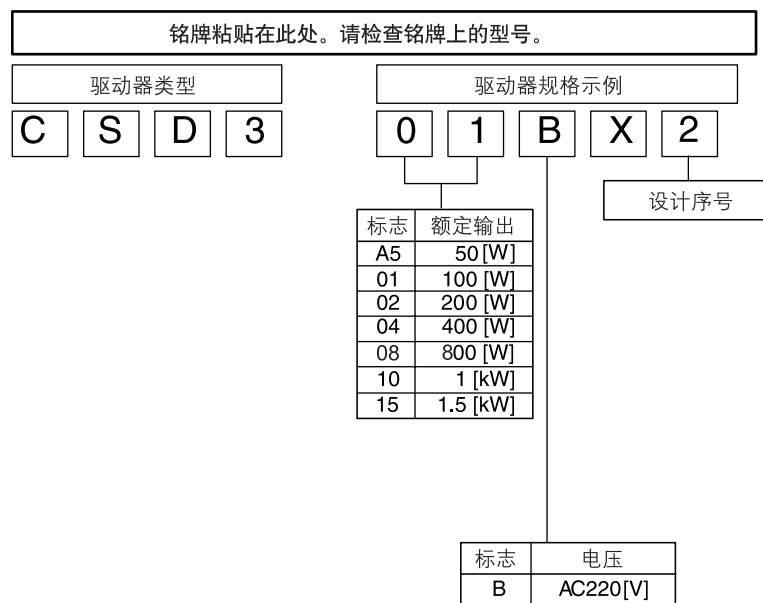 铭牌粘贴在此处。请检查铭牌上的型号。
驱动器类型 驱动器规格示例
C S D 3 0 1 B X 2
设计序号
标志 额定输出
A5 50[W]
01 100 [W]
02 200 [W]
04 400 [W]
08 800 [W]
10 1 [kW]
15 1.5 [kW]
标志 电压
B AC220[V]